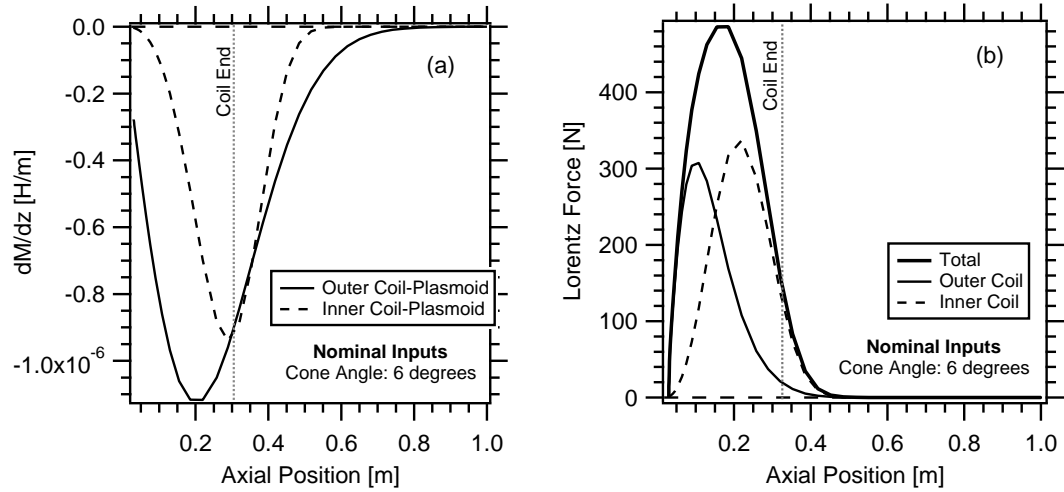 0.0
-0.2
-0.4
-0.6
-0.8
-1.0x10-6
dM/dz [H/m]
Coil End
(a)
Outer Coil-Plasmoid
Inner Coil-Plasmoid
Nominal Inputs
Cone Angle: 6 degrees
0.2 0.4 0.6 0.8 1.0
Axial Position [m]
400
300
200
100
0
Lorentz Force [N]
Coil End
(b)
Total
Outer Coil
Inner Coil
Nominal Inputs
Cone Angle: 6 degrees
0.2 0.4 0.6 0.8 1.0
Axial Position [m]